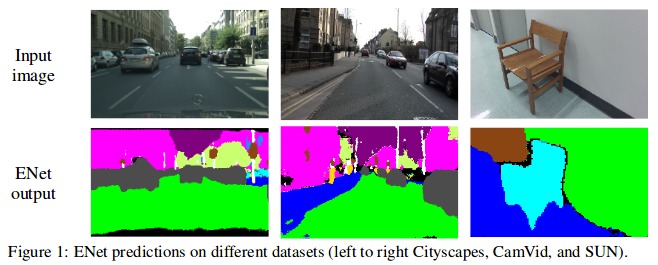 Input
image
ENet
output
Figure 1: ENet predictions on different datasets (left to right Cityscapes, CamVid, and SUN).